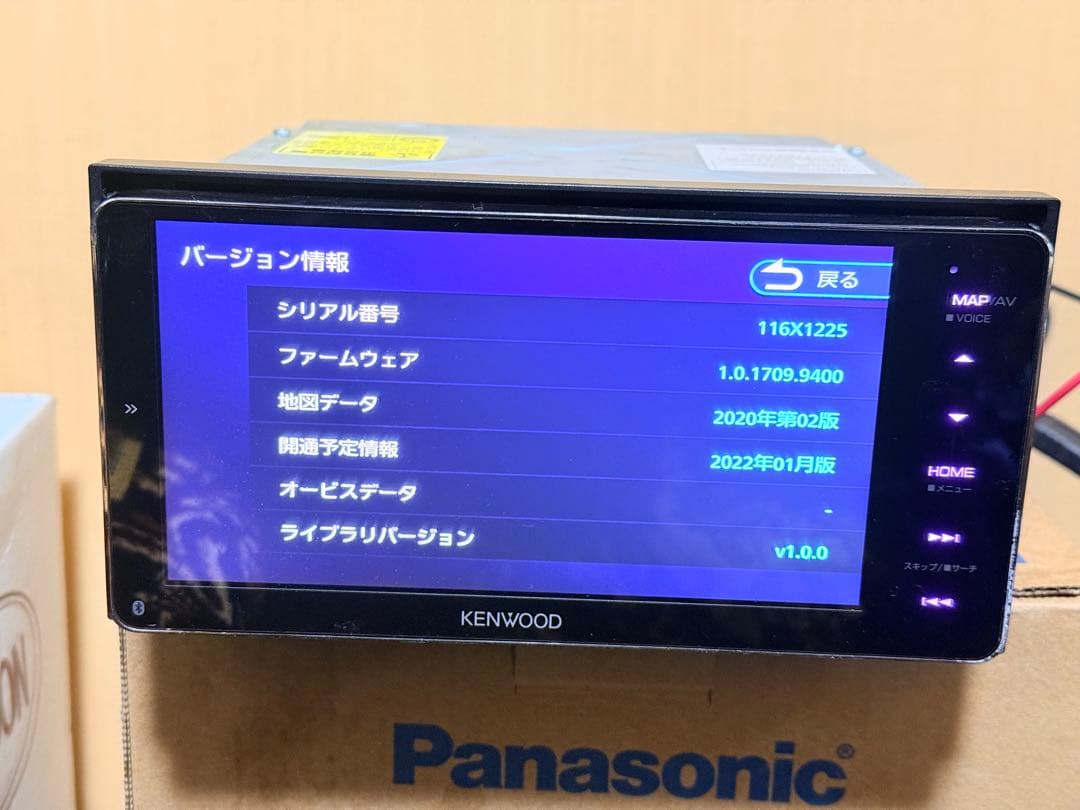 バージョン情報
戻る
シリアル番号
116X1225
ファームウェア
1.0.1709.9400
地図データ
2020年第02版
開通予定情報
2022年01月版
オービスデータ
-
ライブラリバージョン
v1.0.0
MAP/AV
■ VOICE
HOME
■メニュー
スキップ/■サーチ
KENWOOD
Panasonic®
ON